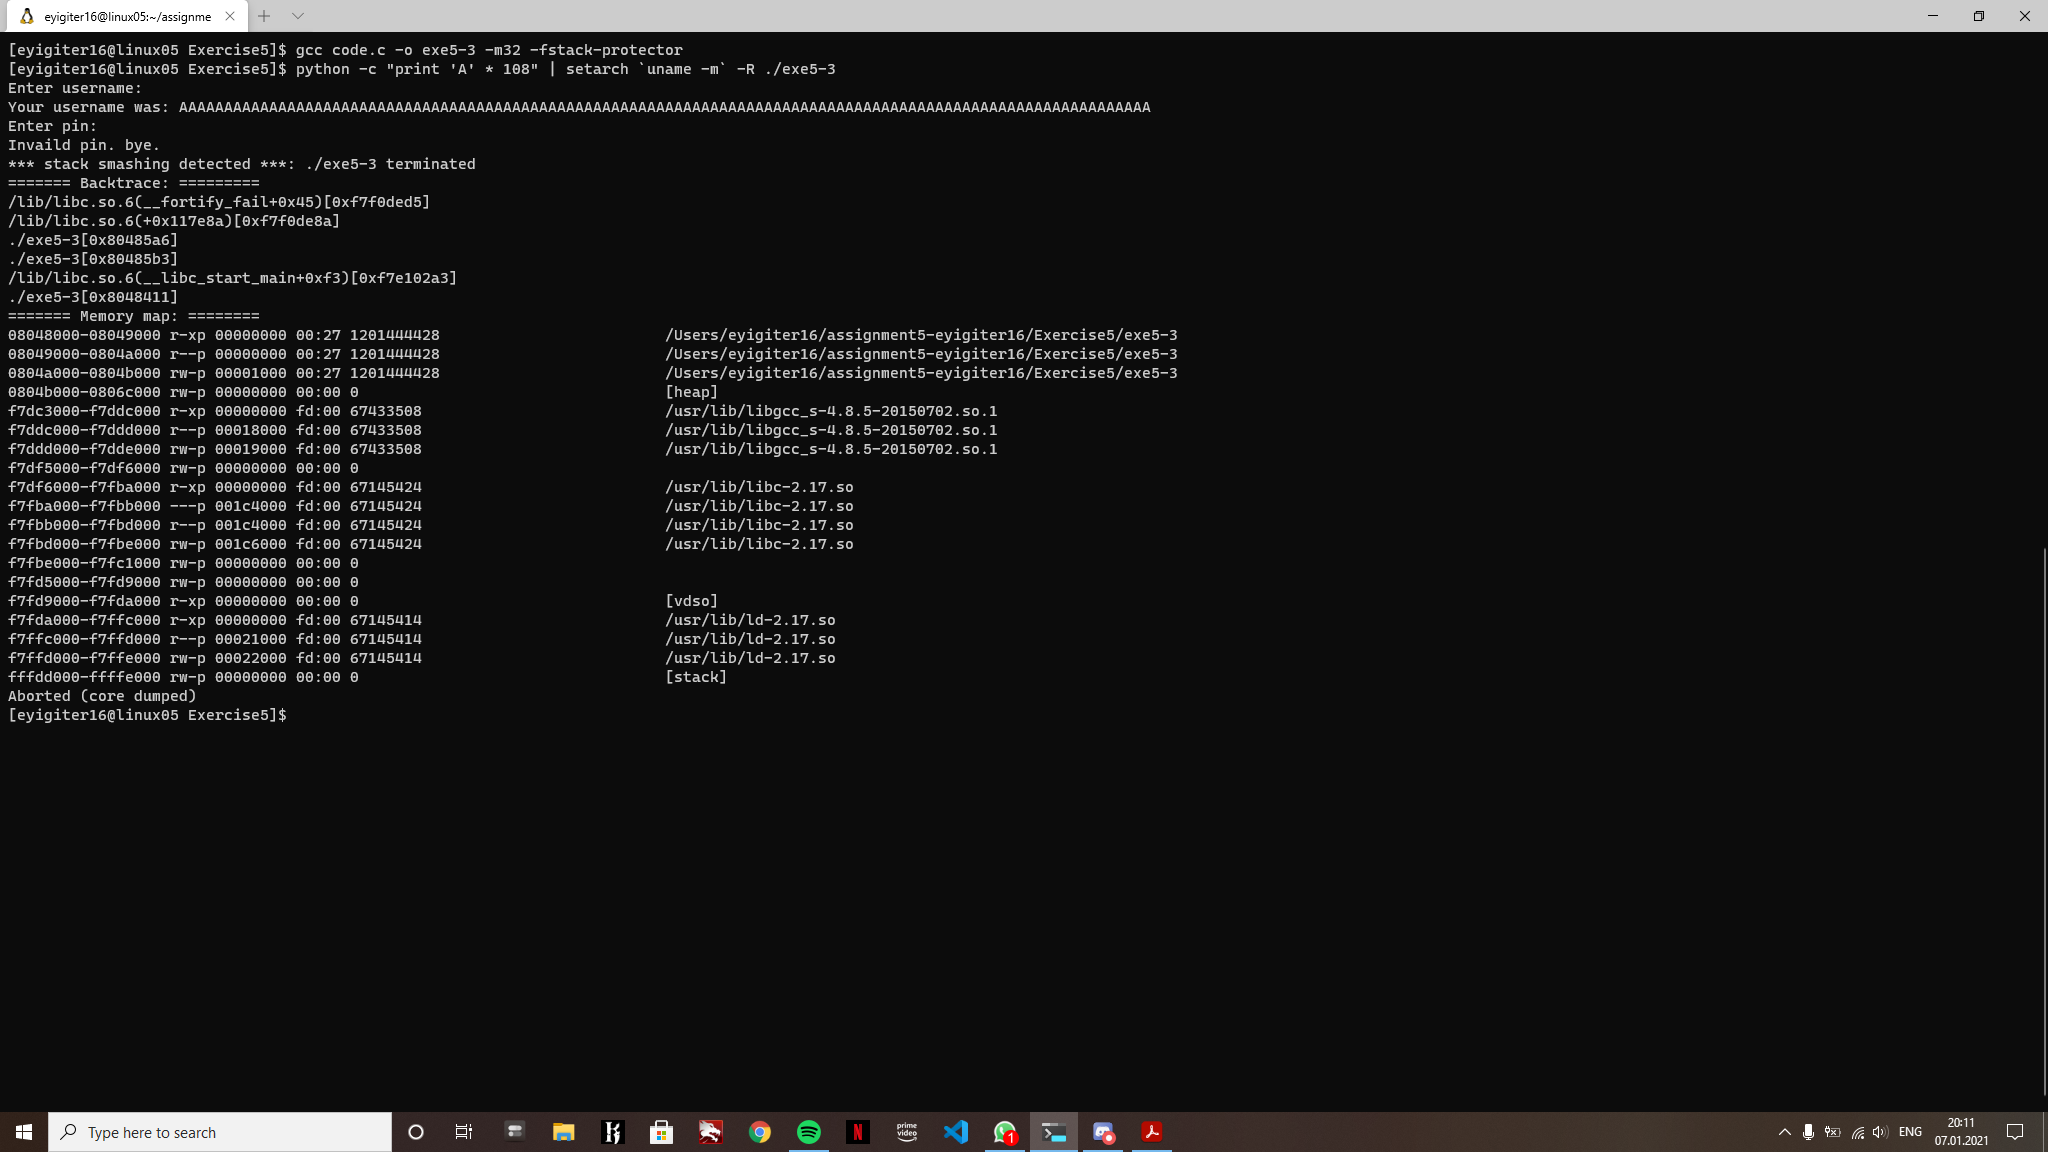 eyigiter16@linux05:~/assignme
[eyigiter16@linux05 Exercise5]$ gcc code.c -o exe5-3 -m32 -fstack-protector
[eyigiter16@linux05 Exercise5]$ python -c "print 'A' * 108" | setarch `uname -m` -R ./exe5-3
Enter username:
Your username was: AAAAAAAAAAAAAAAAAAAAAAAAAAAAAAAAAAAAAAAAAAAAAAAAAAAAAAAAAAAAAAAAAAAAAAAAAAAAAAAAAAAAAAAAAAAAAAAAAAAAAAAAAAAA
Enter pin:
Invaild pin. bye.
*** stack smashing detected ***: ./exe5-3 terminated
======= Backtrace: =========
/lib/libc.so.6(__fortify_fail+0x45)[0xf7f0ded5]
/lib/libc.so.6(+0x117e8a)[0xf7f0de8a]
./exe5-3[0x80485a6]
./exe5-3[0x80485b3]
/lib/libc.so.6(__libc_start_main+0xf3)[0xf7e102a3]
./exe5-3[0x8048411]
======= Memory map: ========
08048000-08049000 r-xp 00000000 00:27 1201444428 /Users/eyigiter16/assignment5-eyigiter16/Exercise5/exe5-3
08049000-0804a000 r--p 00000000 00:27 1201444428 /Users/eyigiter16/assignment5-eyigiter16/Exercise5/exe5-3
0804a000-0804b000 rw-p 00001000 00:27 1201444428 /Users/eyigiter16/assignment5-eyigiter16/Exercise5/exe5-3
0804b000-0806c000 rw-p 00000000 00:00 0 [heap]
f7dc3000-f7ddc000 r-xp 00000000 fd:00 67433508 /usr/lib/libgcc_s-4.8.5-20150702.so.1
f7ddc000-f7ddd000 r--p 00018000 fd:00 67433508 /usr/lib/libgcc_s-4.8.5-20150702.so.1
f7ddd000-f7dde000 rw-p 00019000 fd:00 67433508 /usr/lib/libgcc_s-4.8.5-20150702.so.1
f7df5000-f7df6000 rw-p 00000000 00:00 0
f7df6000-f7fba000 r-xp 00000000 fd:00 67145424 /usr/lib/libc-2.17.so
f7fba000-f7fbb000 ---p 001c4000 fd:00 67145424 /usr/lib/libc-2.17.so
f7fbb000-f7fbd000 r--p 001c4000 fd:00 67145424 /usr/lib/libc-2.17.so
f7fbd000-f7fbe000 rw-p 001c6000 fd:00 67145424 /usr/lib/libc-2.17.so
f7fbe000-f7fc1000 rw-p 00000000 00:00 0
f7fd5000-f7fd9000 rw-p 00000000 00:00 0
f7fd9000-f7fda000 r-xp 00000000 00:00 0 [vdso]
f7fda000-f7ffc000 r-xp 00000000 fd:00 67145414 /usr/lib/ld-2.17.so
f7ffc000-f7ffd000 r--p 00021000 fd:00 67145414 /usr/lib/ld-2.17.so
f7ffd000-f7ffe000 rw-p 00022000 fd:00 67145414 /usr/lib/ld-2.17.so
fffdd000-ffffe000 rw-p 00000000 00:00 0 [stack]
Aborted (core dumped)
[eyigiter16@linux05 Exercise5]$
Type here to search
prime video
1
ENG
20:11
07.01.2021